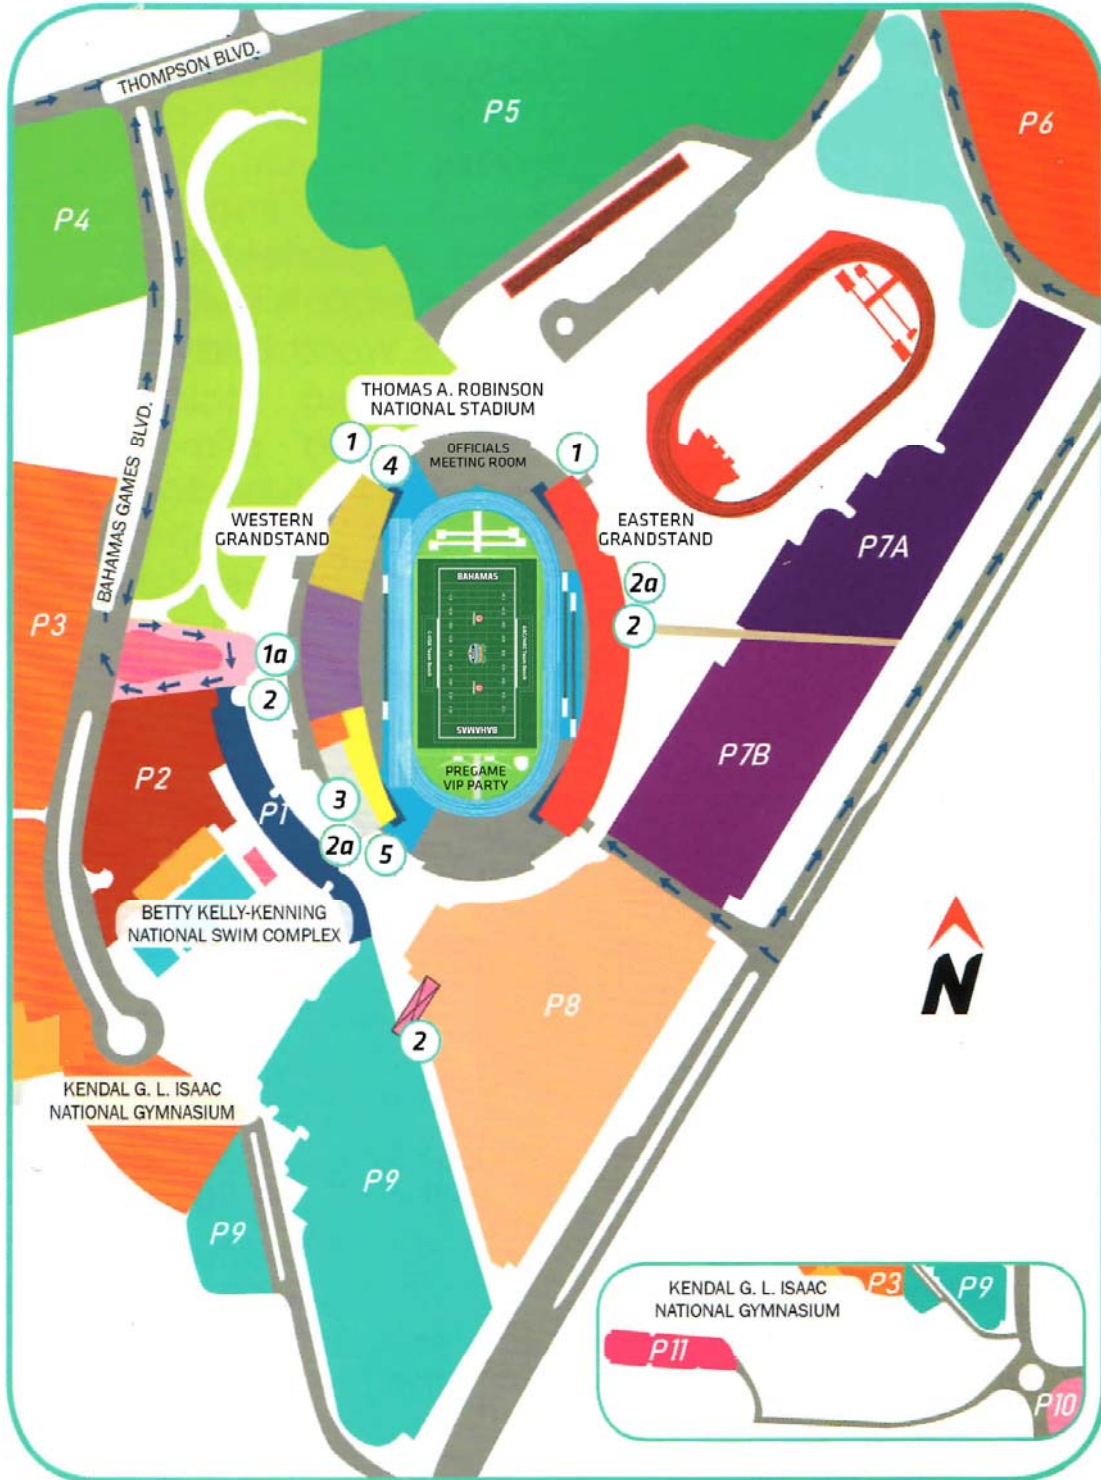 THOMPSON BLVD.
P5
P6
P4
THOMAS A. ROBINSON
NATIONAL STADIUM
1
4
OFFICIALS
MEETING ROOM
1
BAHAMAS GAMES BLVD.
WESTERN
GRANDSTAND
EASTERN
GRANDSTAND
P7A
BAHAMAS
2a
2
P3
1a
2
BAHAMAS
P7B
P2
PREGAME
VIP PARTY
P1
3
2a
5
BETTY KELLY-KENNING
NATIONAL SWIM COMPLEX
N
P8
2
KENDAL G. L. ISAAC
NATIONAL GYMNASIUM
P9
P9
KENDAL G. L. ISAAC
NATIONAL GYMNASIUM
P3
P9
P11
P10